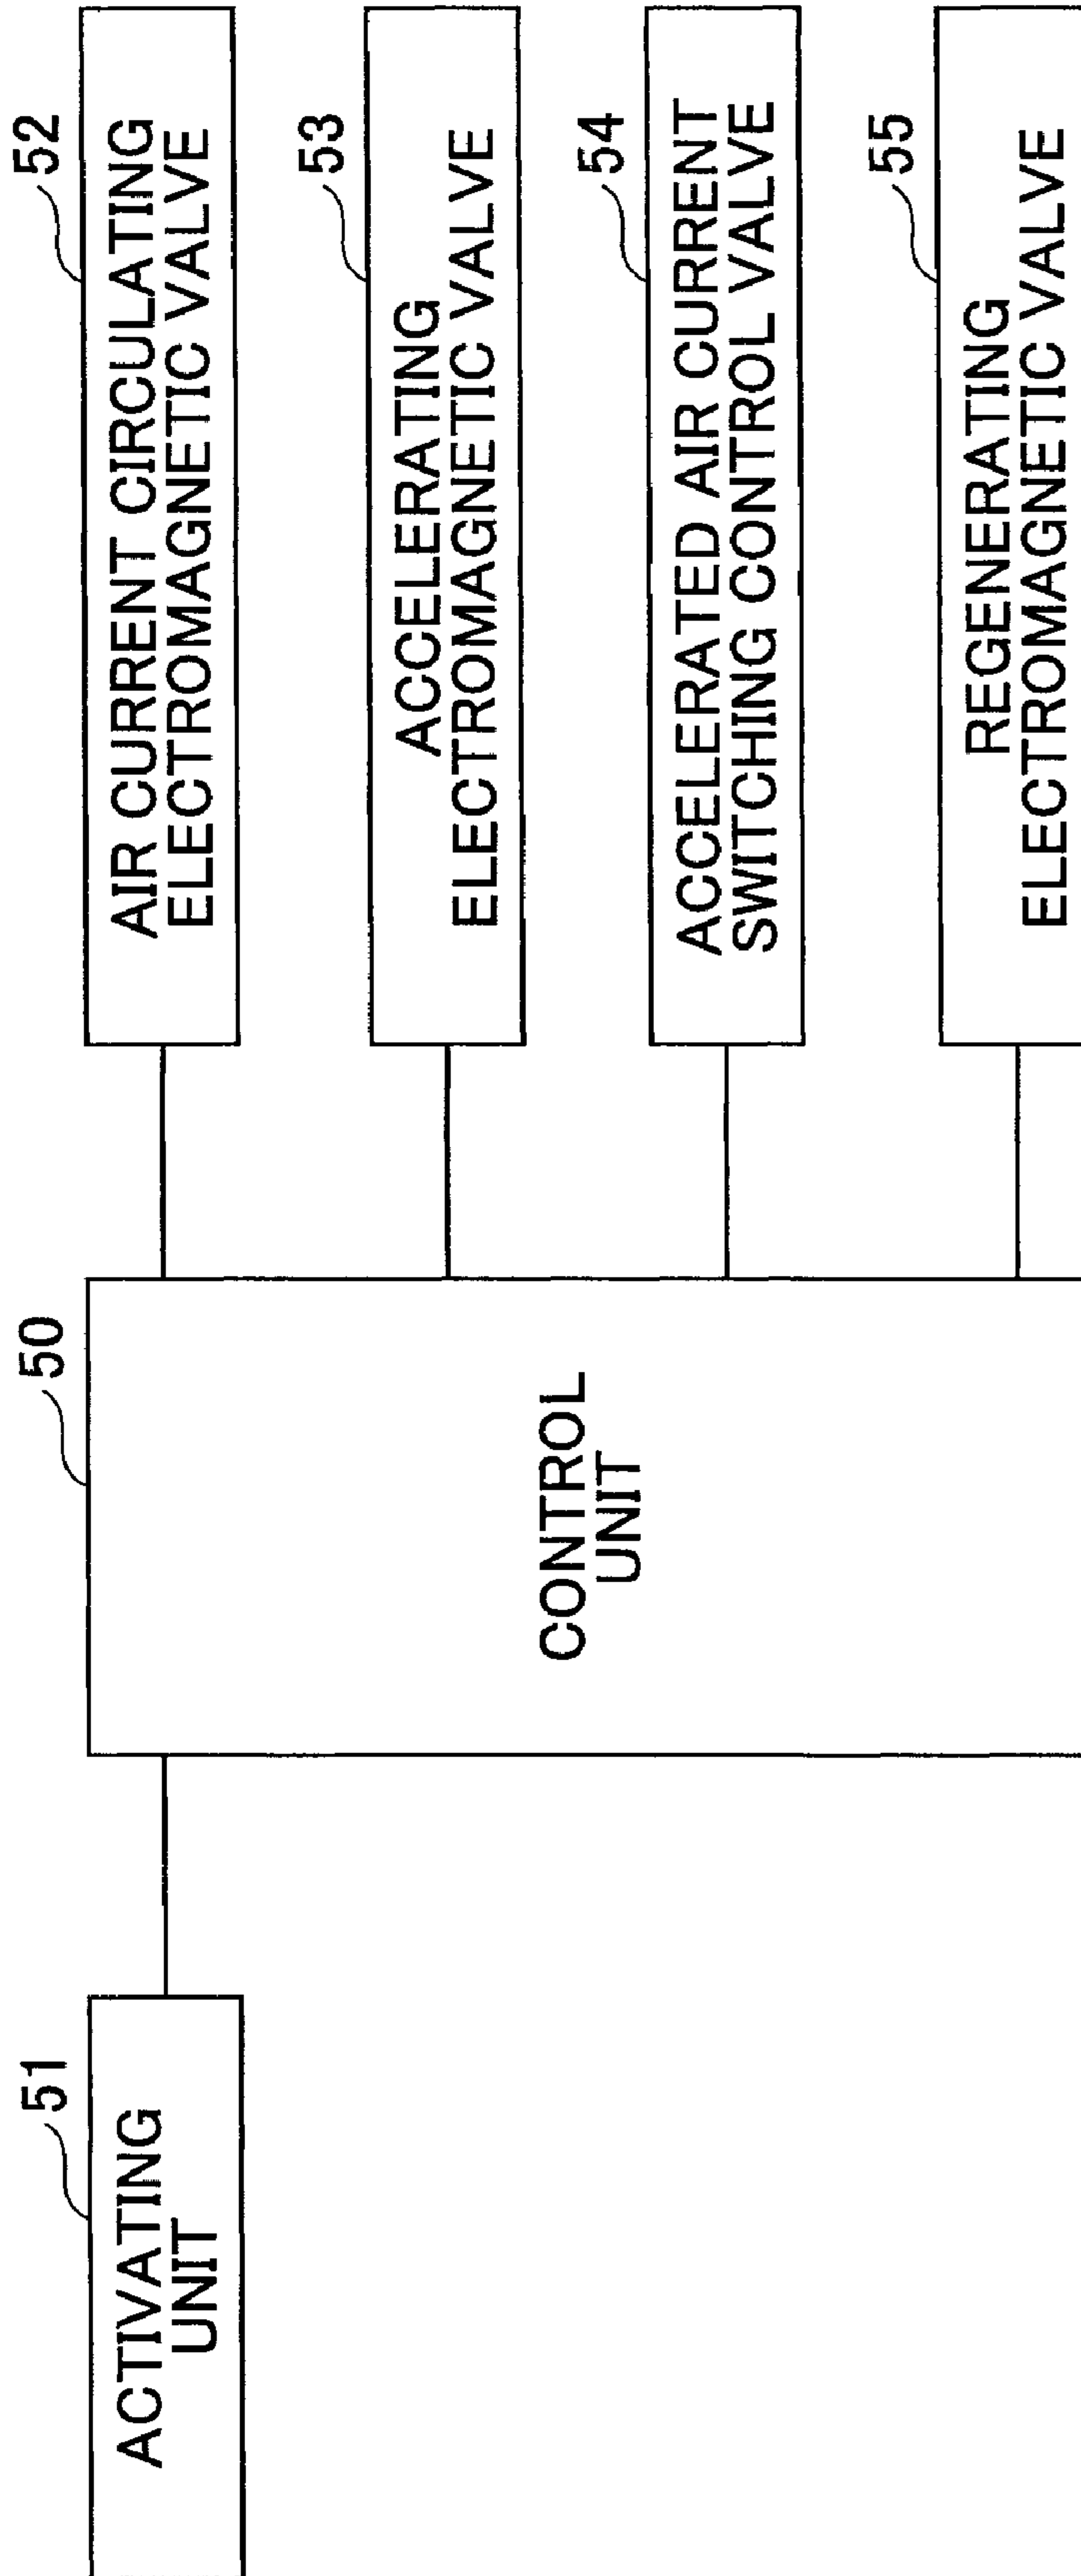 51
ACTIVATING
UNIT
50
CONTROL
UNIT
52
AIR CURRENT CIRCULATING
ELECTROMAGNETIC VALVE
53
ACCELERATING
ELECTROMAGNETIC VALVE
54
ACCELERATED AIR CURRENT
SWITCHING CONTROL VALVE
55
REGENERATING
ELECTROMAGNETIC VALVE